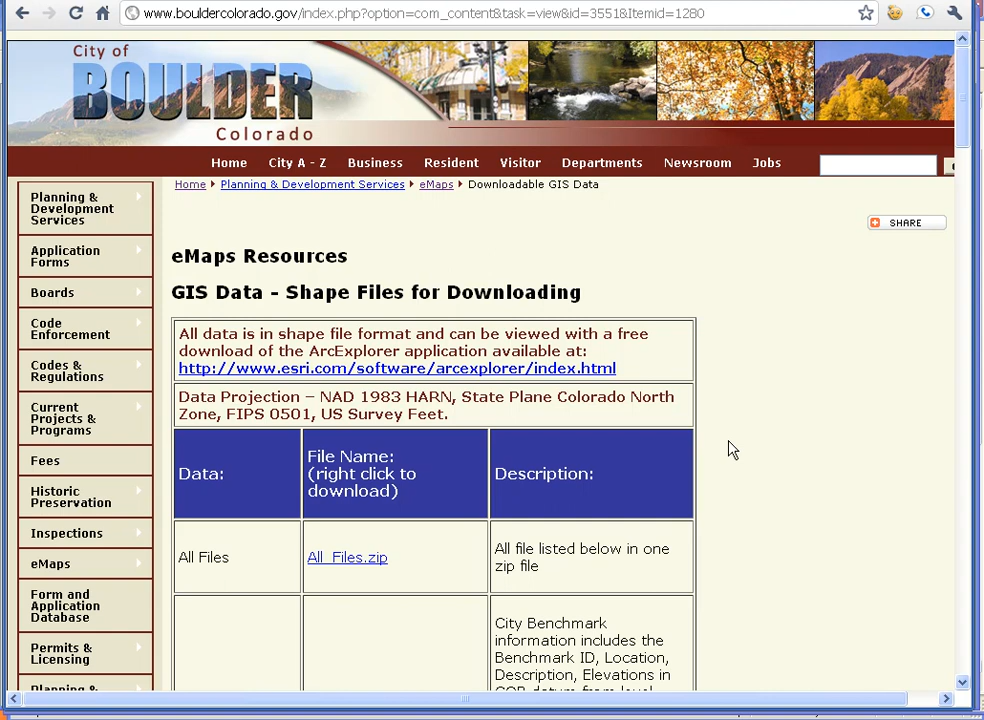 www.bouldercolorado.gov/index.php?option=com_content&task=view&id=3551&Itemid=1280
City of
BOULDER
Colorado
Home City A - Z Business Resident Visitor Departments Newsroom Jobs
Home Planning & Development Services eMaps Downloadable GIS Data
SHARE
Planning &
Development
Services
Application
Forms
Boards
Code
Enforcement
Codes &
Regulations
Current
Projects &
Programs
Fees
Historic
Preservation
Inspections
eMaps
Form and
Application
Database
Permits &
Licensing
Planning &
eMaps Resources
GIS Data - Shape Files for Downloading
All data is in shape file format and can be viewed with a free
download of the ArcExplorer application available at:
http://www.esri.com/software/arcexplorer/index.html
Data Projection – NAD 1983 HARN, State Plane Colorado North
Zone, FIPS 0501, US Survey Feet.
Data:
File Name:
(right click to
download)
Description:
All Files
All_Files.zip
All file listed below in one
zip file
City Benchmark
information includes the
Benchmark ID, Location,
Description, Elevations in
COB datum from level